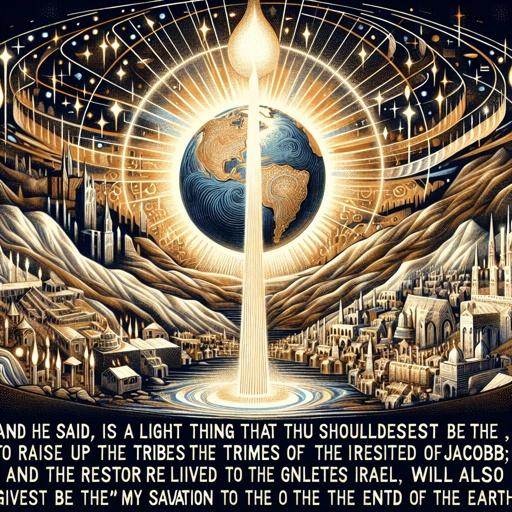 AND HE SAID, IS A LIGHT THING THAT THU SHOULLDESEST BE THE ,
TO RAISE UP THE TRIBES THE TRIMES OF THE IRESITED OF JACOBB;
AND THE RESTOR RE LIIVED TO THE GNLETES IRAEL, WILL ALSO
GIVEST BE THE" MY SAVATION TO THE O THE THE ENTD OF THE EARTH